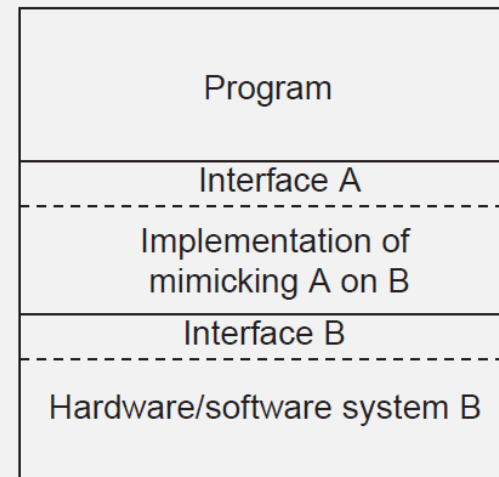 Program
Interface A
Implementation of
mimicking A on B
Interface B
Hardware/software system B